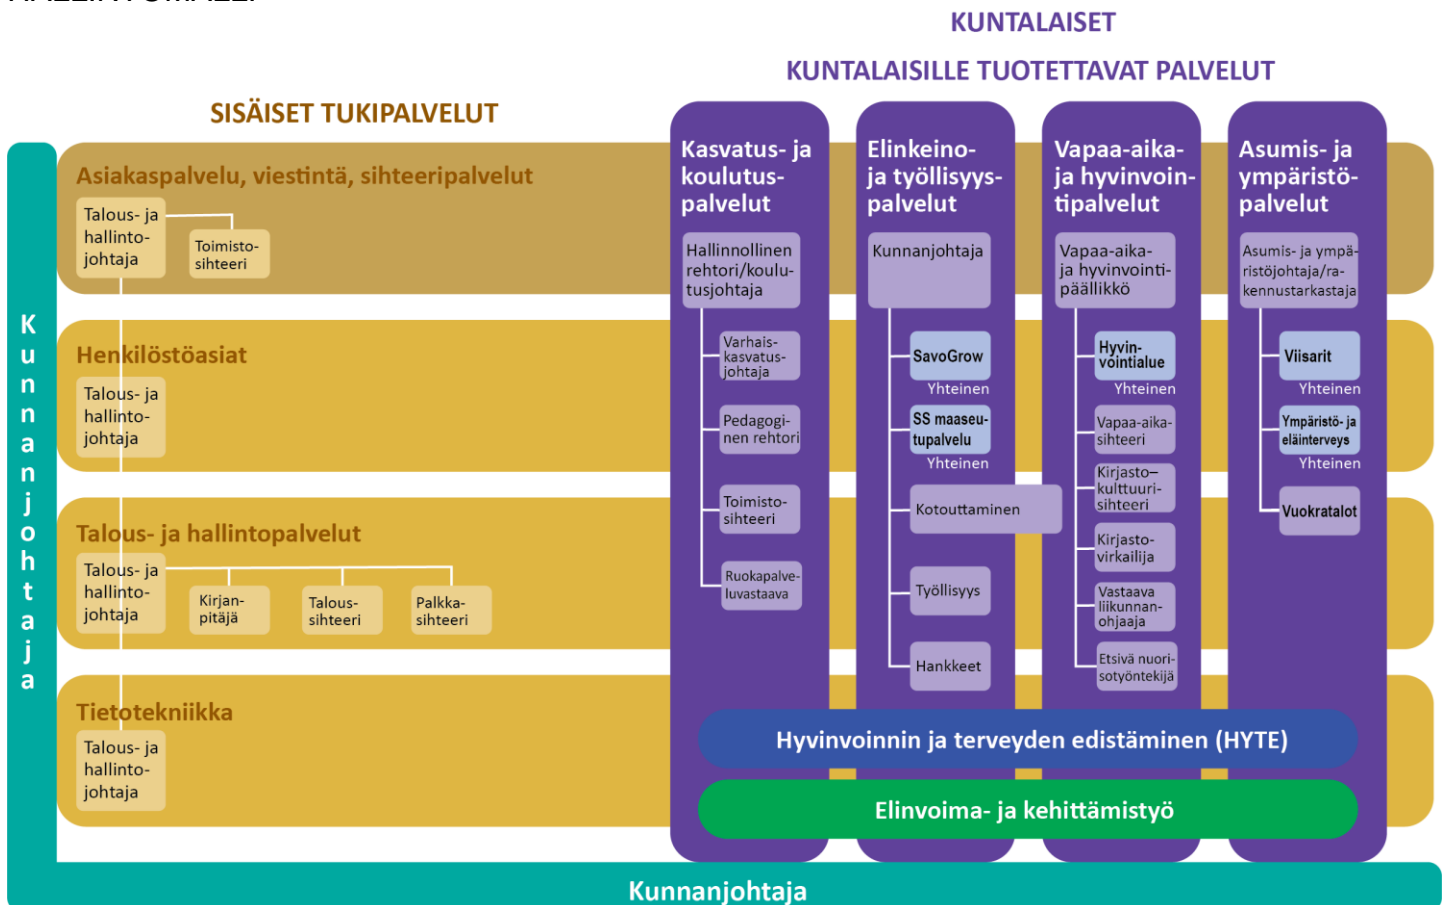 HALLINTOMALLI
KUNTALAISET
KUNTALAISILLE TUOTETTAVAT PALVELUT
SISÄISET TUKIPALVELUT
Kunnanjohtaja
Asiakaspalvelu, viestintä, sihteeripalvelut
Talous- ja
hallinto-
johtaja
Toimisto-
sihteeri
Henkilöstöasiat
Talous- ja
hallinto-
johtaja
Talous- ja hallintopalvelut
Talous- ja
hallinto-
johtaja
Kirjan-
pitäjä
Talous-
sihteeri
Palkka-
sihteeri
Tietotekniikka
Talous- ja
hallinto-
johtaja
Kasvatus- ja
koulutus-
palvelut
Hallinnollinen
rehtori/koulu-
tusjohtaja
Varhais-
kasvatus-
johtaja
Pedagogi-
nen rehtori
Toimisto-
sihteeri
Ruokapalve-
luvastaava
Elinkeino-
ja työllisyys-
palvelut
Kunnanjohtaja
SavoGrow
Yhteinen
SS maaseu-
tupalvelu
Yhteinen
Kotouttaminen
Työllisyys
Hankkeet
Vapaa-aika-
ja hyvinvoin-
tipalvelut
Vapaa-aika-
ja hyvinvointi-
päällikkö
Hyvin-
vointialue
Yhteinen
Vapaa-aika-
sihteeri
Kirjasto–
kulttuuri-
sihteeri
Kirjasto-
virkailija
Vastaava
liikunnan-
ohjaaja
Etsivä nuori-
sotyöntekijä
Asumis- ja
ympäristö-
palvelut
Asumis- ja ympä-
ristöjohtaja/ra-
kennustarkastaja
Viisarit
Yhteinen
Ympäristö- ja
eläinterveys
Yhteinen
Vuokratalot
Hyvinvoinnin ja terveyden edistäminen (HYTE)
Elinvoima- ja kehittämistyö
Kunnanjohtaja